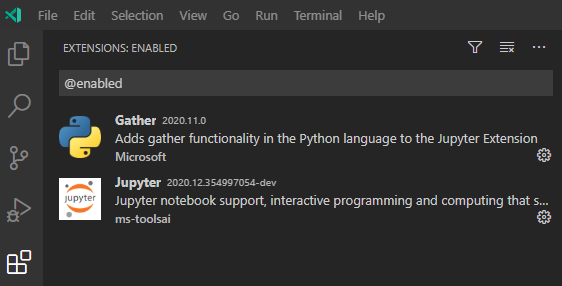 File Edit Selection View Go Run Terminal Help
EXTENSIONS: ENABLED
@enabled
Gather 2020.11.0
Adds gather functionality in the Python language to the Jupyter Extension
Microsoft
jupyter
Jupyter 2020.12.354997054-dev
Jupyter notebook support, interactive programming and computing that s...
ms-toolsai